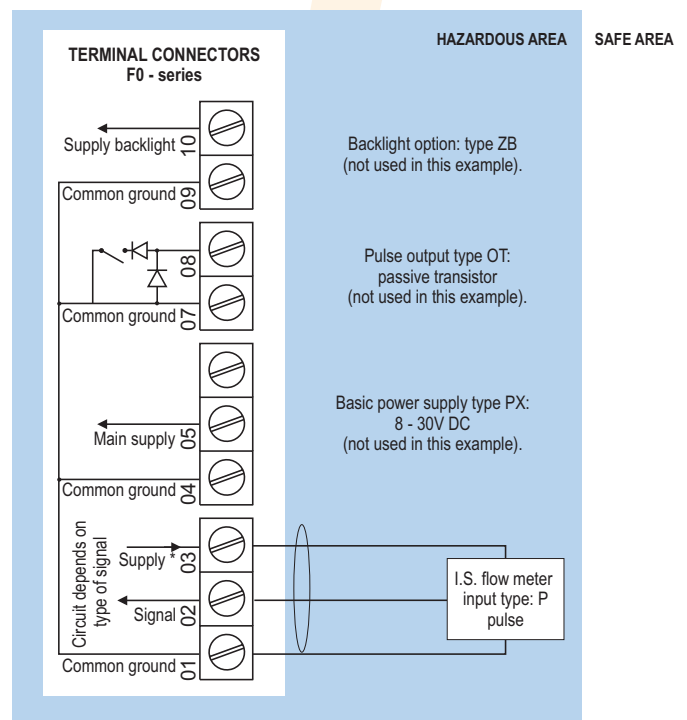 HAZARDOUS AREA
SAFE AREA
TERMINAL CONNECTORS
F0 - series
Supply backlight
10
Backlight option: type ZB
(not used in this example).
Common ground
09
08
Pulse output type OT:
passive transistor
(not used in this example).
Common ground
07
Basic power supply type PX:
8 - 30V DC
(not used in this example).
Main supply
05
Common ground
04
Circuit depends on
type of signal
Supply *
03
Signal
02
I.S. flow meter
input type: P
pulse
Common ground
01